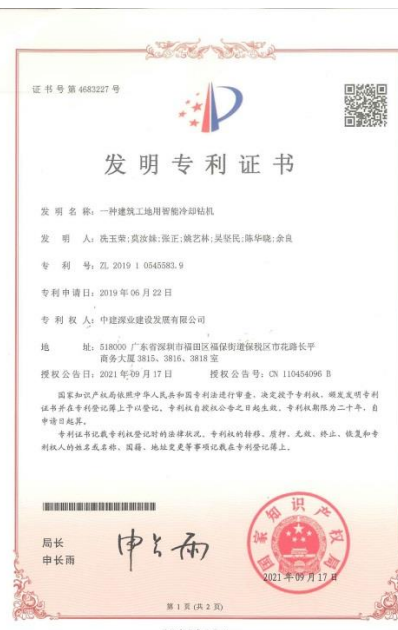 证书号第4683227号
发明专利证书
发明名称：一种建筑工地用智能冷却钻机
发明人：冼玉荣;莫汝妹;张正;姚艺林;吴坚民;陈华晓;余良
专利号：ZL 2019 1 0545583.9
专利申请日：2019年06月22日
专利权人：中建深业建设发展有限公司
地址：518000 广东省深圳市福田区福保街道保税区市花路长平
商务大厦3815、3816、3818室
授权公告日：2021年09月17日 授权公告号：CN 110454096 B
国家知识产权局依照中华人民共和国专利法进行审查，决定授予专利权，颁发发明专利
证书并在专利登记簿上予以登记。专利权自授权公告之日起生效。专利权期限为二十年，自
申请日起算。
专利证书记载专利权登记时的法律状况。专利权的转移、质押、无效、终止、恢复和专
利权人的姓名或名称、国籍、地址变更等事项记载在专利登记簿上。
局长
申长雨
申长雨
国家知识产权局
2021年09月17日
第1页(共2页)